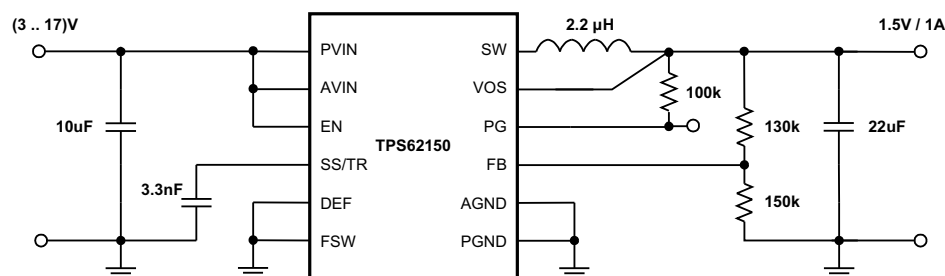 (3 .. 17)V
2.2 µH
1.5V / 1A
PVIN
SW
AVIN
VOS
100k
10uF
EN
PG
130k
22uF
TPS62150
SS/TR
FB
3.3nF
150k
DEF
AGND
FSW
PGND